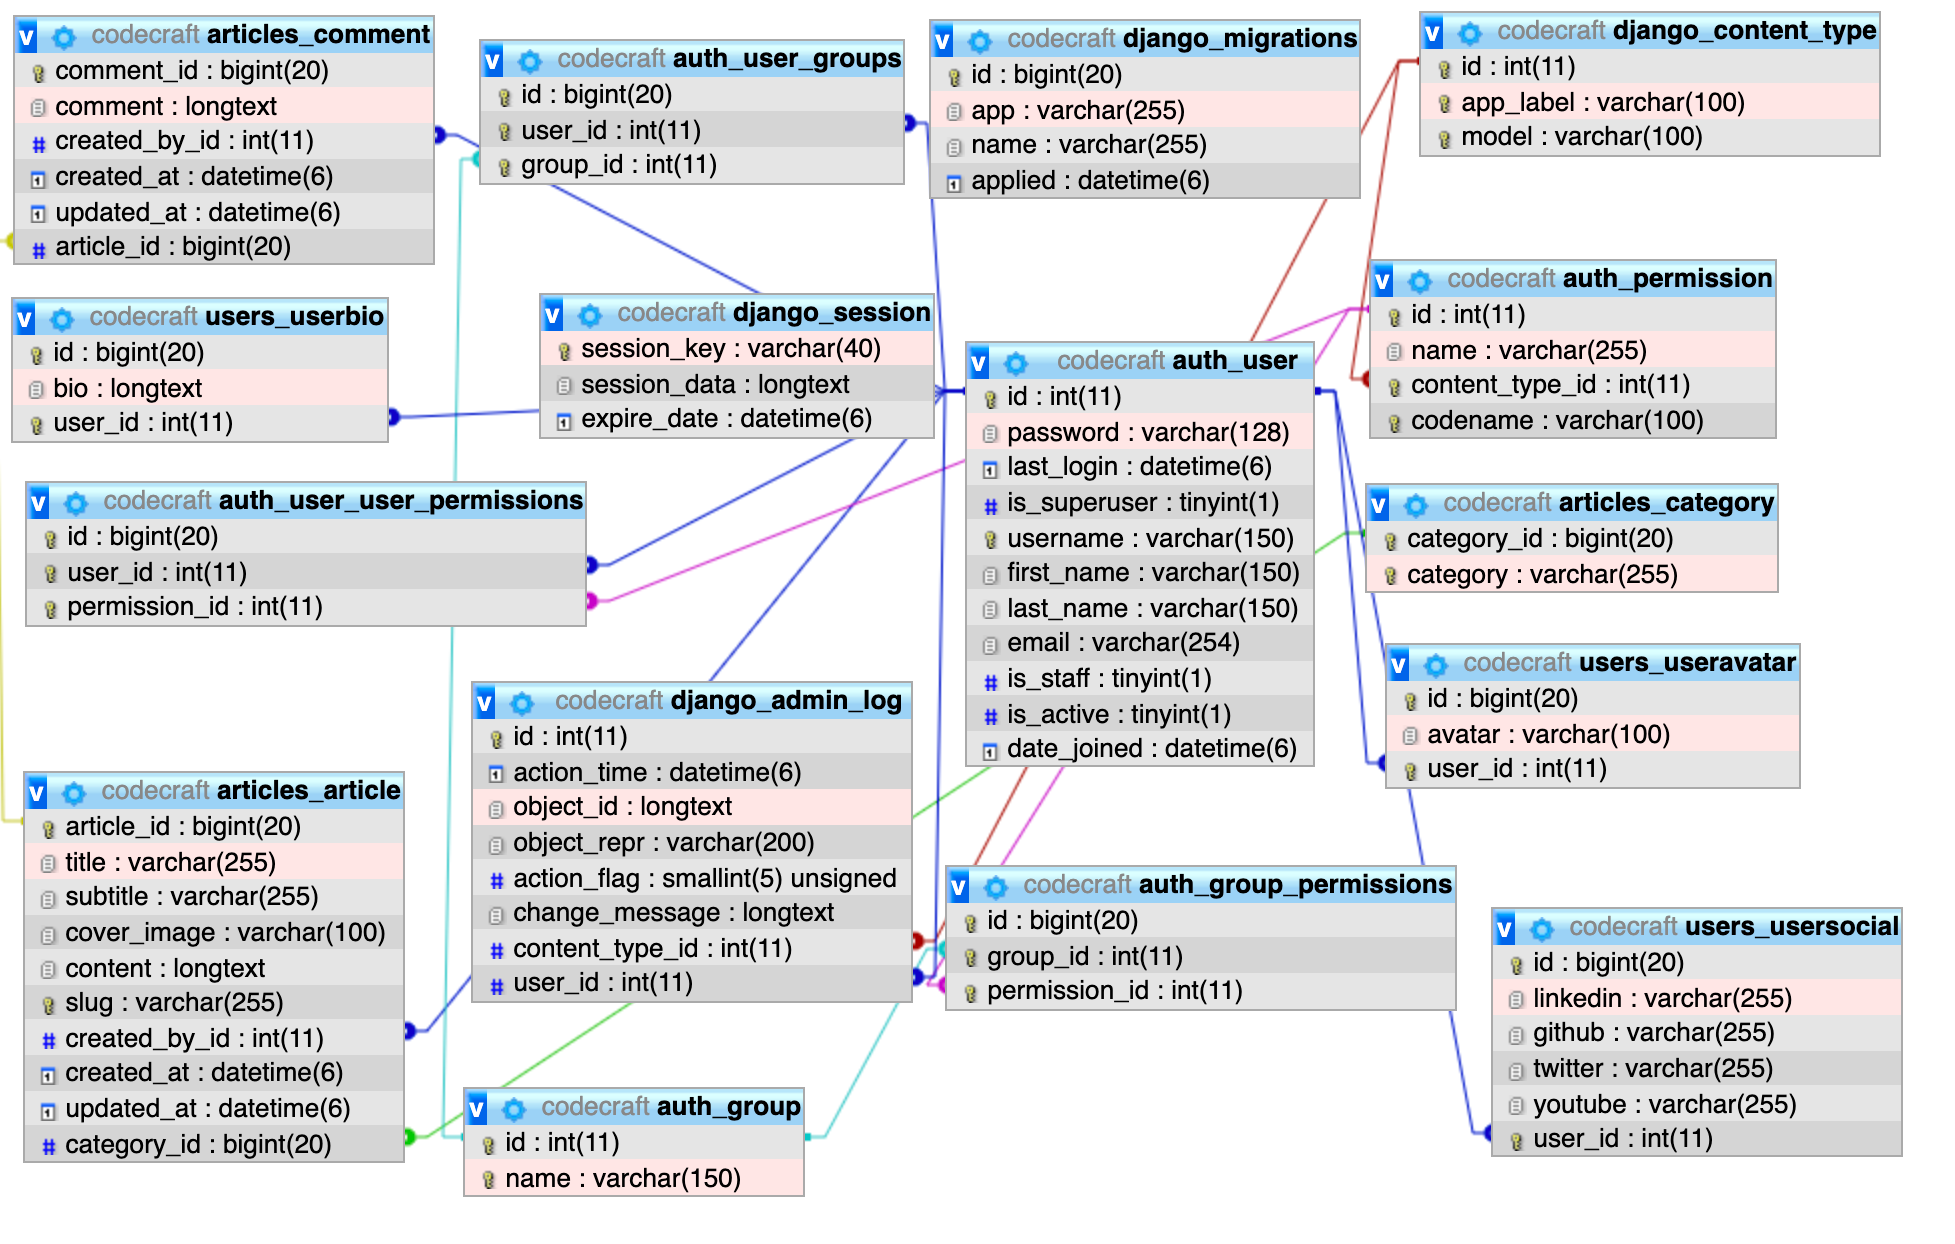 v codecraft articles_comment
comment_id : bigint(20)
comment : longtext
# created_by_id : int(11)
created_at : datetime(6)
updated_at : datetime(6)
# article_id : bigint(20)
v codecraft auth_user_groups
id : bigint(20)
user_id : int(11)
group_id : int(11)
v codecraft django_migrations
id : bigint(20)
app : varchar(255)
name : varchar(255)
applied : datetime(6)
v codecraft django_content_type
id : int(11)
app_label : varchar(100)
model : varchar(100)
v codecraft users_userbio
id : bigint(20)
bio : longtext
user_id : int(11)
v codecraft django_session
session_key : varchar(40)
session_data : longtext
expire_date : datetime(6)
v codecraft auth_user
id : int(11)
password : varchar(128)
last_login : datetime(6)
# is_superuser : tinyint(1)
username : varchar(150)
first_name : varchar(150)
last_name : varchar(150)
email : varchar(254)
# is_staff : tinyint(1)
# is_active : tinyint(1)
date_joined : datetime(6)
v codecraft auth_permission
id : int(11)
name : varchar(255)
content_type_id : int(11)
codename : varchar(100)
v codecraft auth_user_user_permissions
id : bigint(20)
user_id : int(11)
permission_id : int(11)
v codecraft articles_category
category_id : bigint(20)
category : varchar(255)
v codecraft users_useravatar
id : bigint(20)
avatar : varchar(100)
user_id : int(11)
v codecraft django_admin_log
id : int(11)
action_time : datetime(6)
object_id : longtext
object_repr : varchar(200)
# action_flag : smallint(5) unsigned
change_message : longtext
# content_type_id : int(11)
# user_id : int(11)
v codecraft articles_article
article_id : bigint(20)
title : varchar(255)
subtitle : varchar(255)
cover_image : varchar(100)
content : longtext
slug : varchar(255)
# created_by_id : int(11)
created_at : datetime(6)
updated_at : datetime(6)
# category_id : bigint(20)
v codecraft auth_group_permissions
id : bigint(20)
group_id : int(11)
permission_id : int(11)
v codecraft users_usersocial
id : bigint(20)
linkedin : varchar(255)
github : varchar(255)
twitter : varchar(255)
youtube : varchar(255)
user_id : int(11)
v codecraft auth_group
id : int(11)
name : varchar(150)